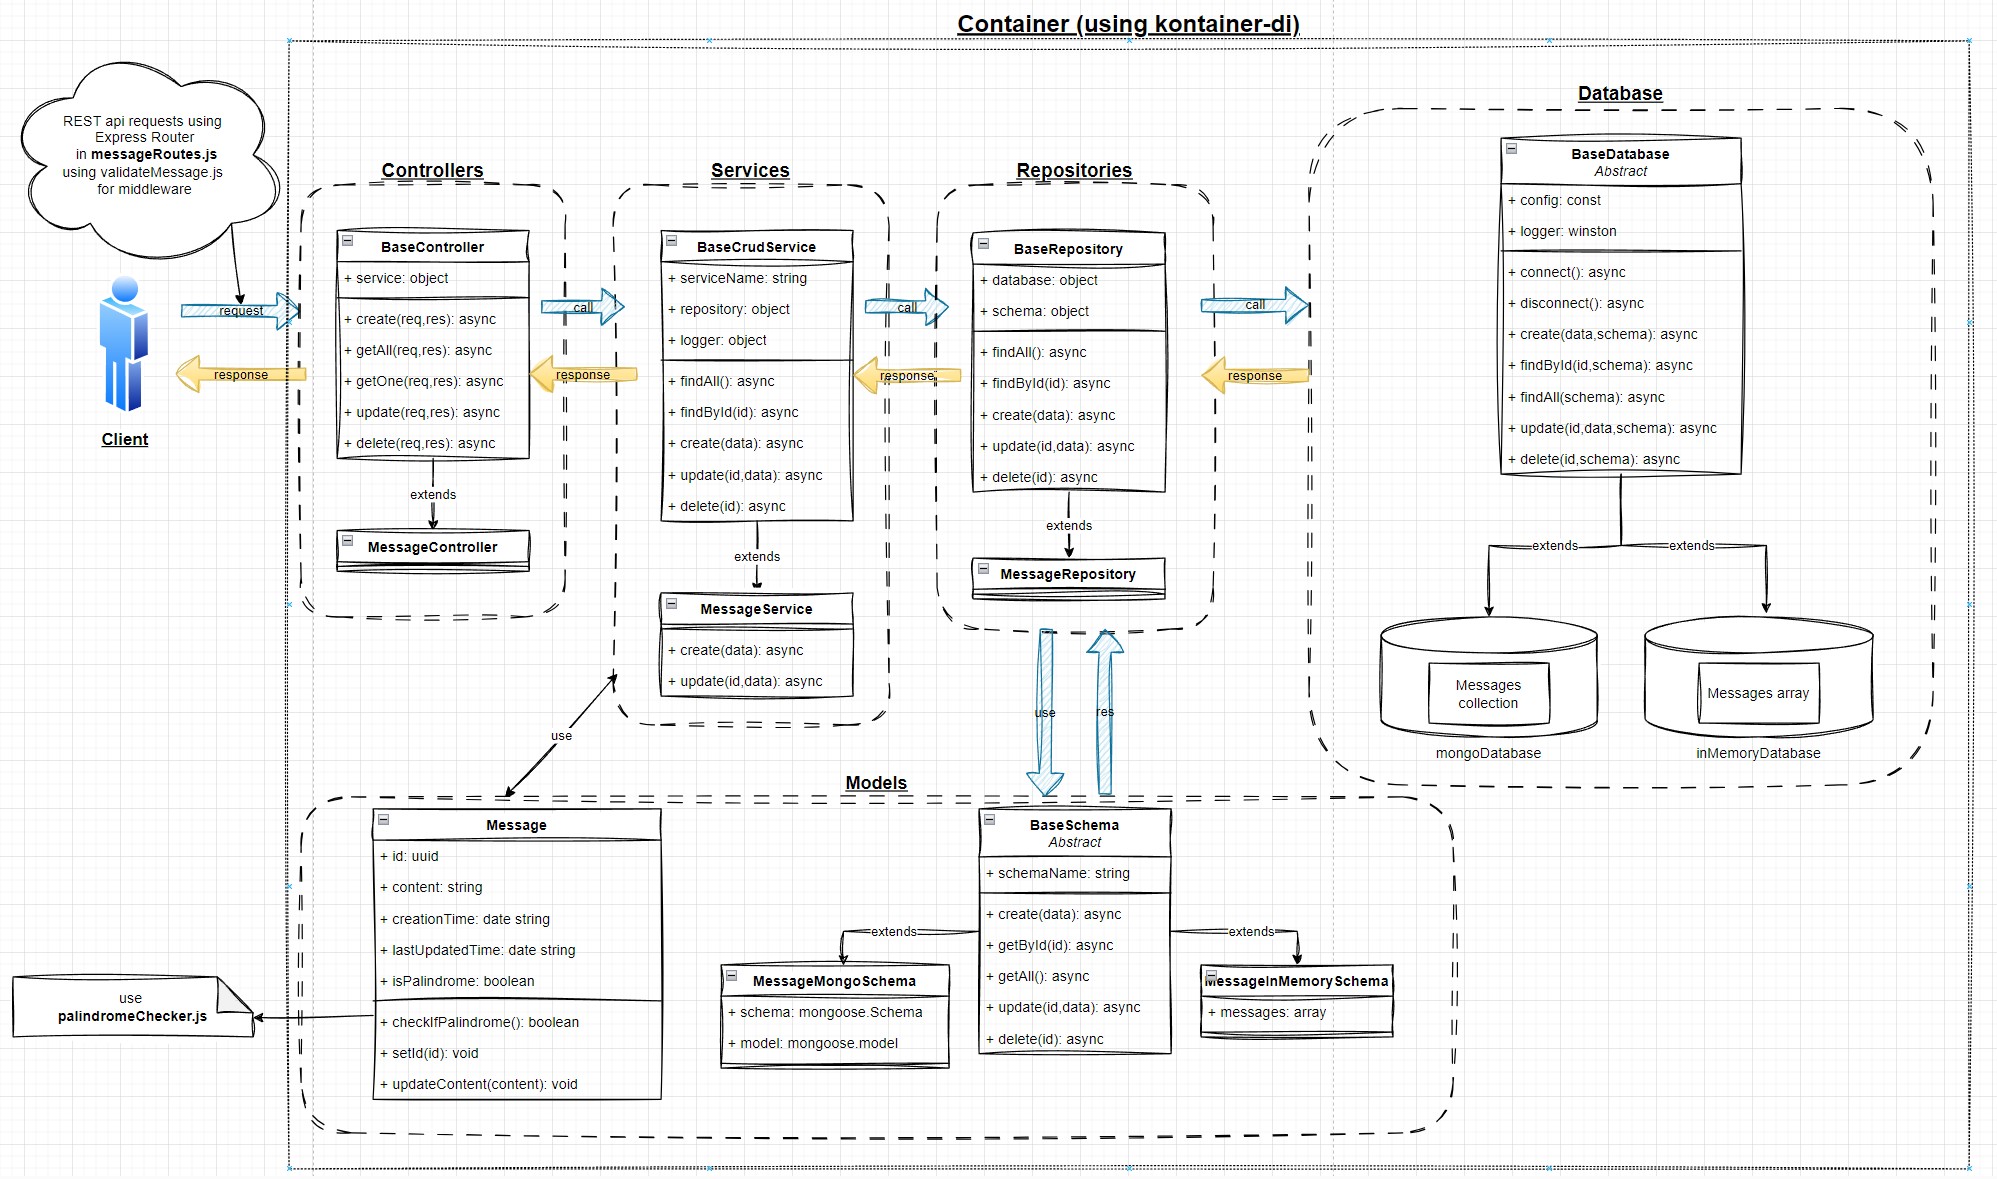 Container (using kontainer-di)
REST api requests using
Express Router
in messageRoutes.js
using validateMessage.js
for middleware
request
response
Client
Controllers
BaseController
+ service: object
+ create(req,res): async
+ getAll(req,res): async
+ getOne(req,res): async
+ update(req,res): async
+ delete(req,res): async
extends
MessageController
call
response
Services
BaseCrudService
+ serviceName: string
+ repository: object
+ logger: object
+ findAll(): async
+ findById(id): async
+ create(data): async
+ update(id,data): async
+ delete(id): async
extends
MessageService
+ create(data): async
+ update(id,data): async
call
response
Repositories
BaseRepository
+ database: object
+ schema: object
+ findAll(): async
+ findById(id): async
+ create(data): async
+ update(id,data): async
+ delete(id): async
extends
MessageRepository
call
response
Database
BaseDatabase
Abstract
+ config: const
+ logger: winston
+ connect(): async
+ disconnect(): async
+ create(data,schema): async
+ findById(id,schema): async
+ findAll(schema): async
+ update(id,data,schema): async
+ delete(id,schema): async
extends
extends
Messages
collection
mongoDatabase
Messages array
inMemoryDatabase
use
use
res
Models
Message
+ id: uuid
+ content: string
+ creationTime: date string
+ lastUpdatedTime: date string
+ isPalindrome: boolean
+ checkIfPalindrome(): boolean
+ setId(id): void
+ updateContent(content): void
use
palindromeChecker.js
BaseSchema
Abstract
+ schemaName: string
+ create(data): async
+ getById(id): async
+ getAll(): async
+ update(id,data): async
+ delete(id): async
extends
MessageMongoSchema
+ schema: mongoose.Schema
+ model: mongoose.model
extends
MessageInMemorySchema
+ messages: array